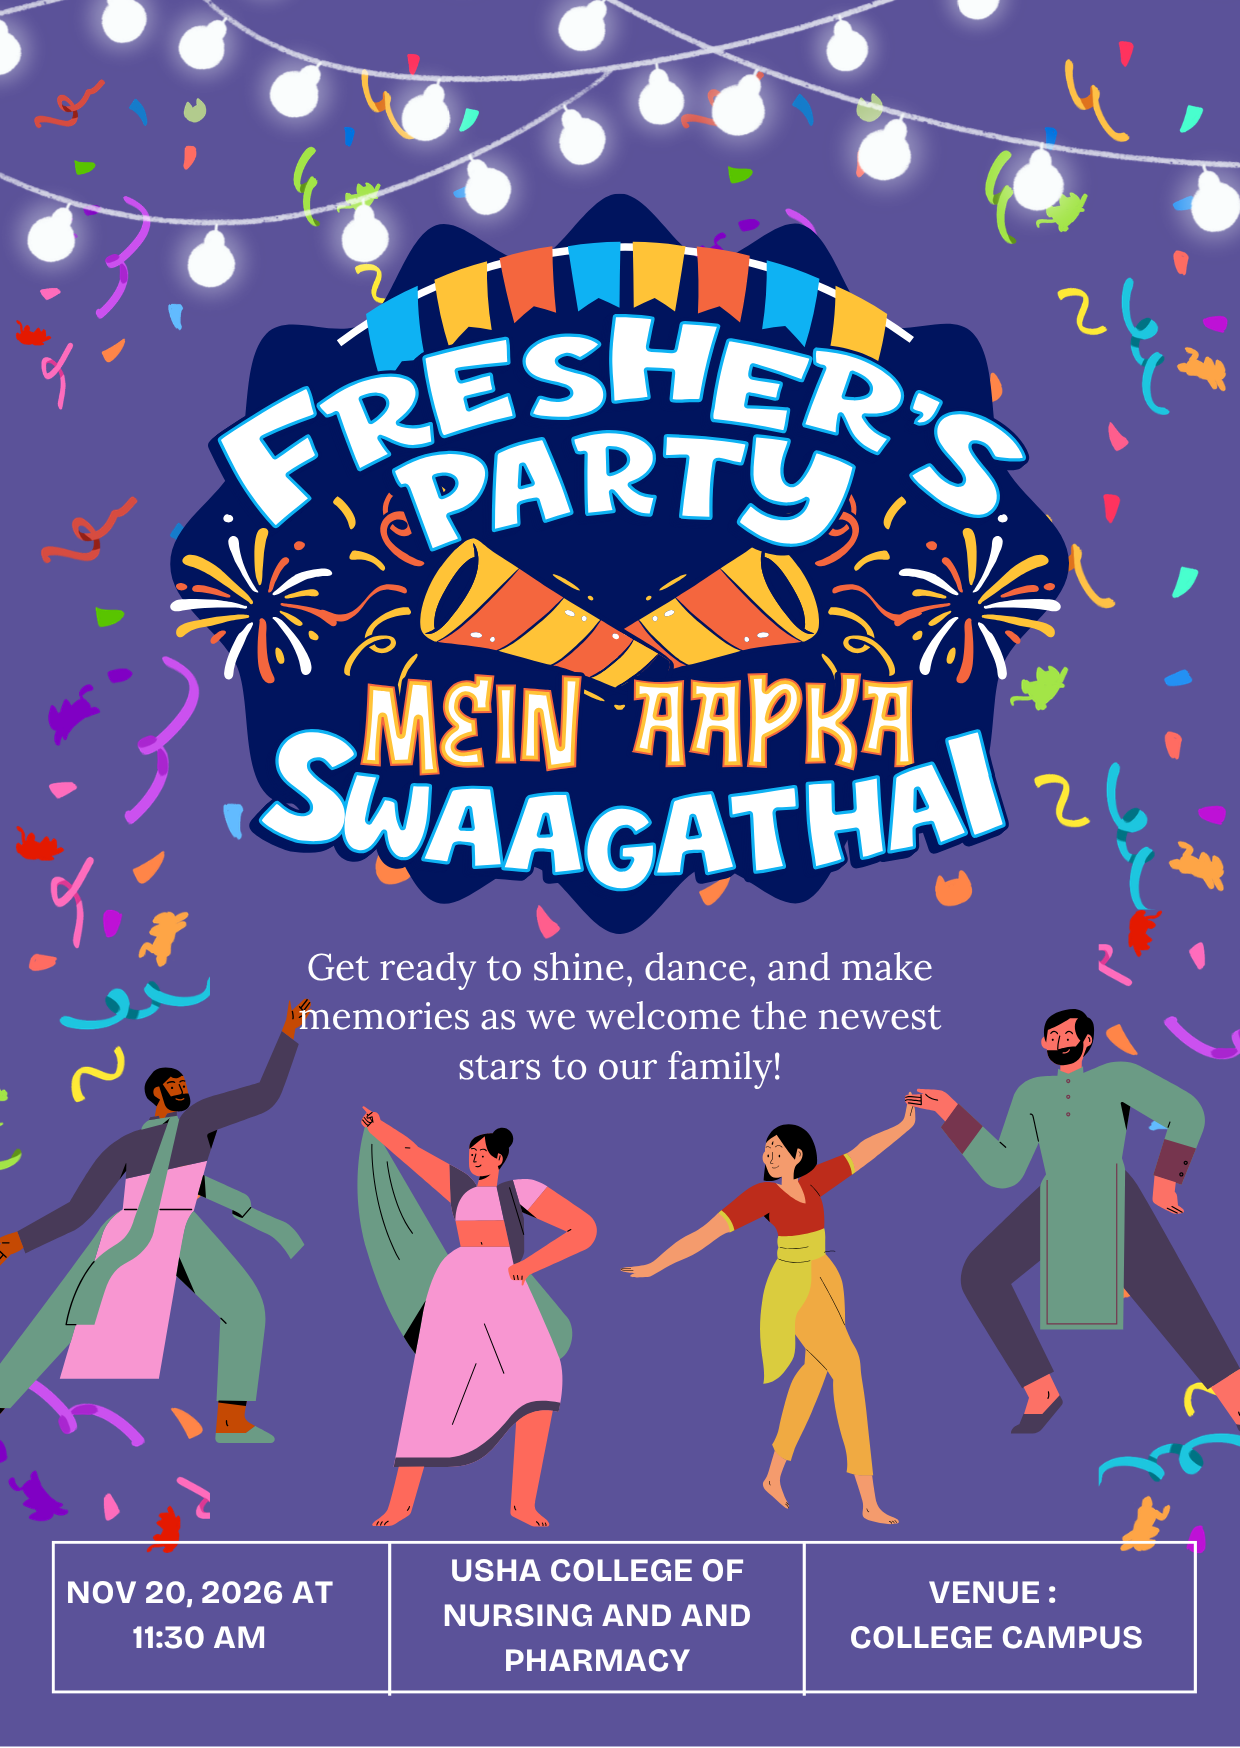 FRESHER'S
PARTY
MEIN AAPKA
SWAAGATHAI
Get ready to shine, dance, and make
memories as we welcome the newest
stars to our family!
NOV 20, 2026 AT
11:30 AM
USHA COLLEGE OF
NURSING AND AND
PHARMACY
VENUE :
COLLEGE CAMPUS